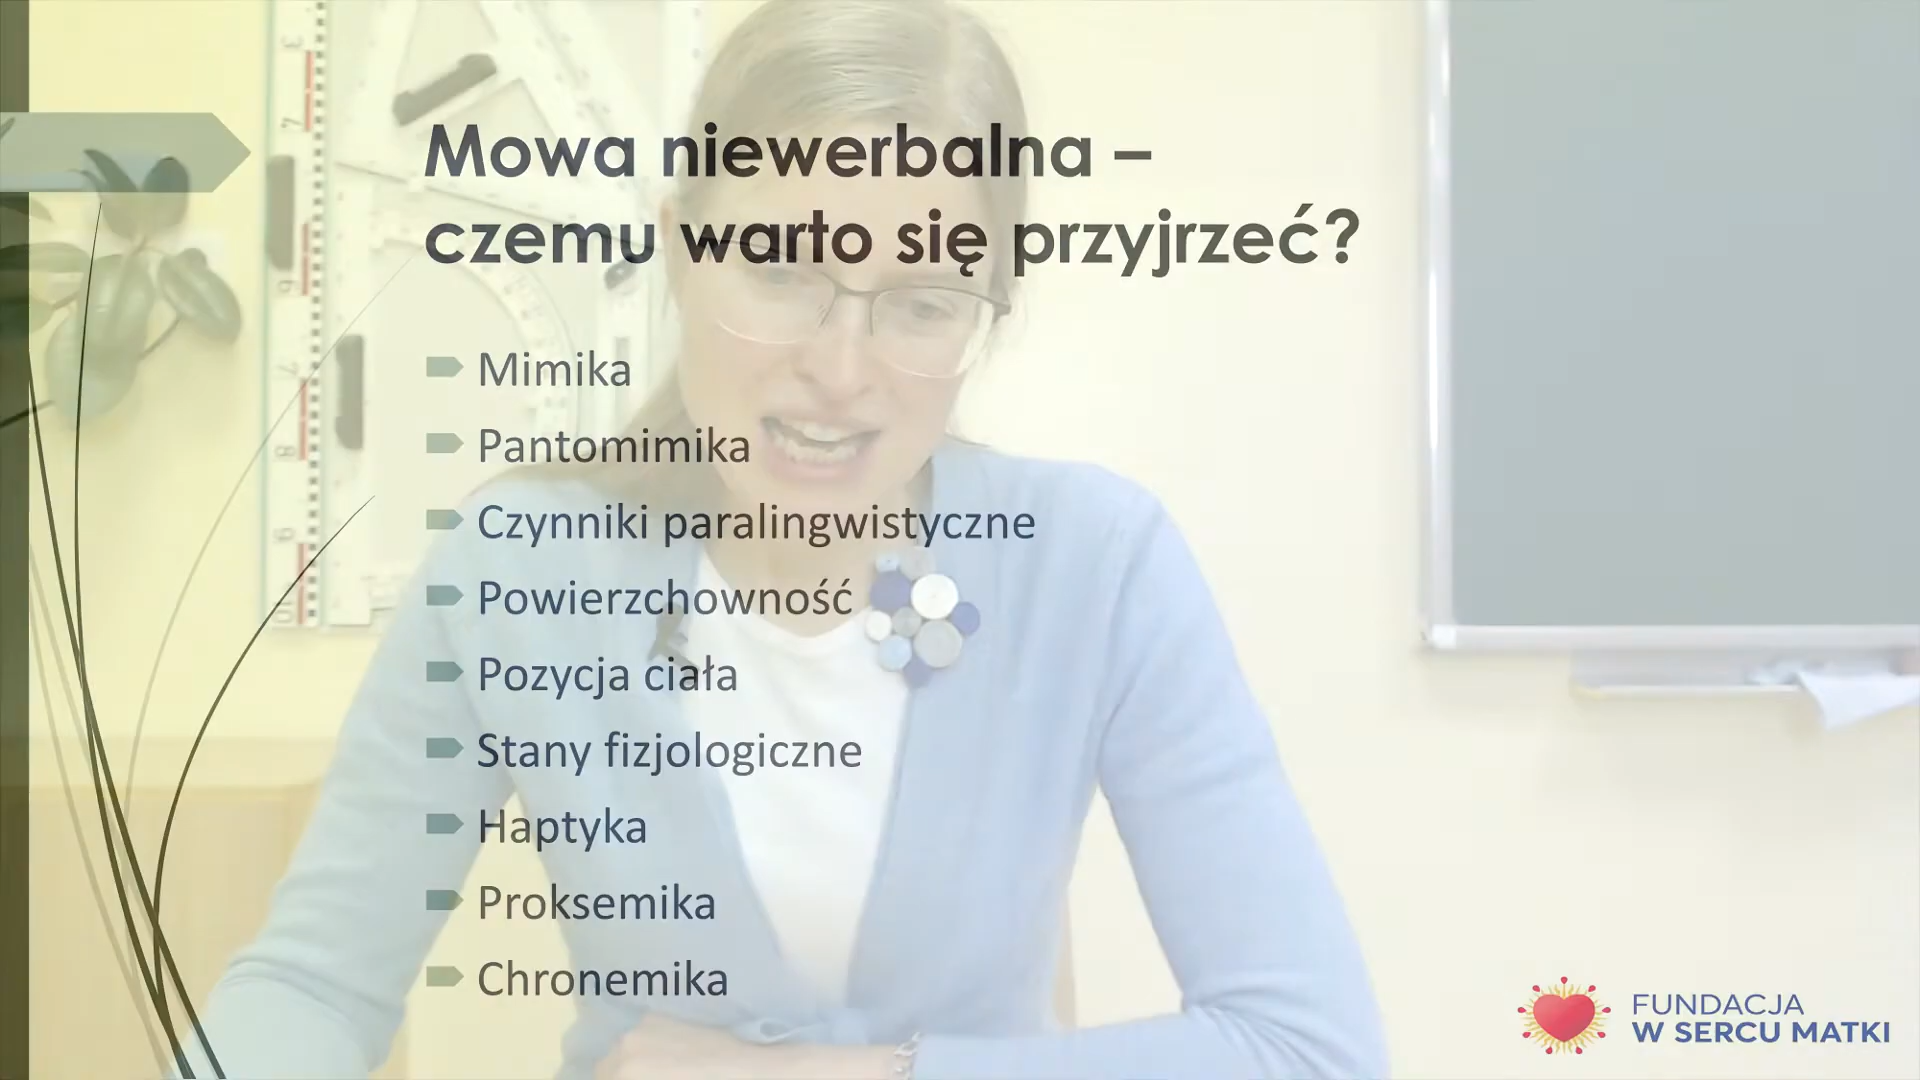 Mowa niewerbalna –
czemu warto się przyjrzeć?
Mimika
Pantomimika
Czynniki paralingwistyczne
Powierzchowność
Pozycja ciała
Stany fizjologiczne
Haptyka
Proksemika
Chronemika
FUNDACJA
W SERCU MATKI